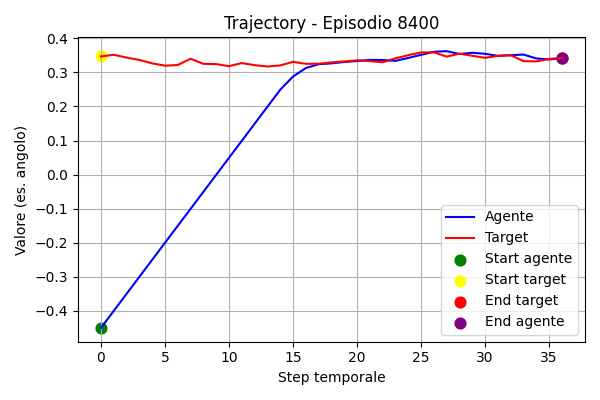 Trajectory - Episodio 8400
Valore (es. angolo)
0.4
0.3
0.2
0.1
0.0
−0.1
−0.2
−0.3
−0.4
0
5
10
15
20
25
30
35
Step temporale
Agente
Target
Start agente
Start target
End target
End agente